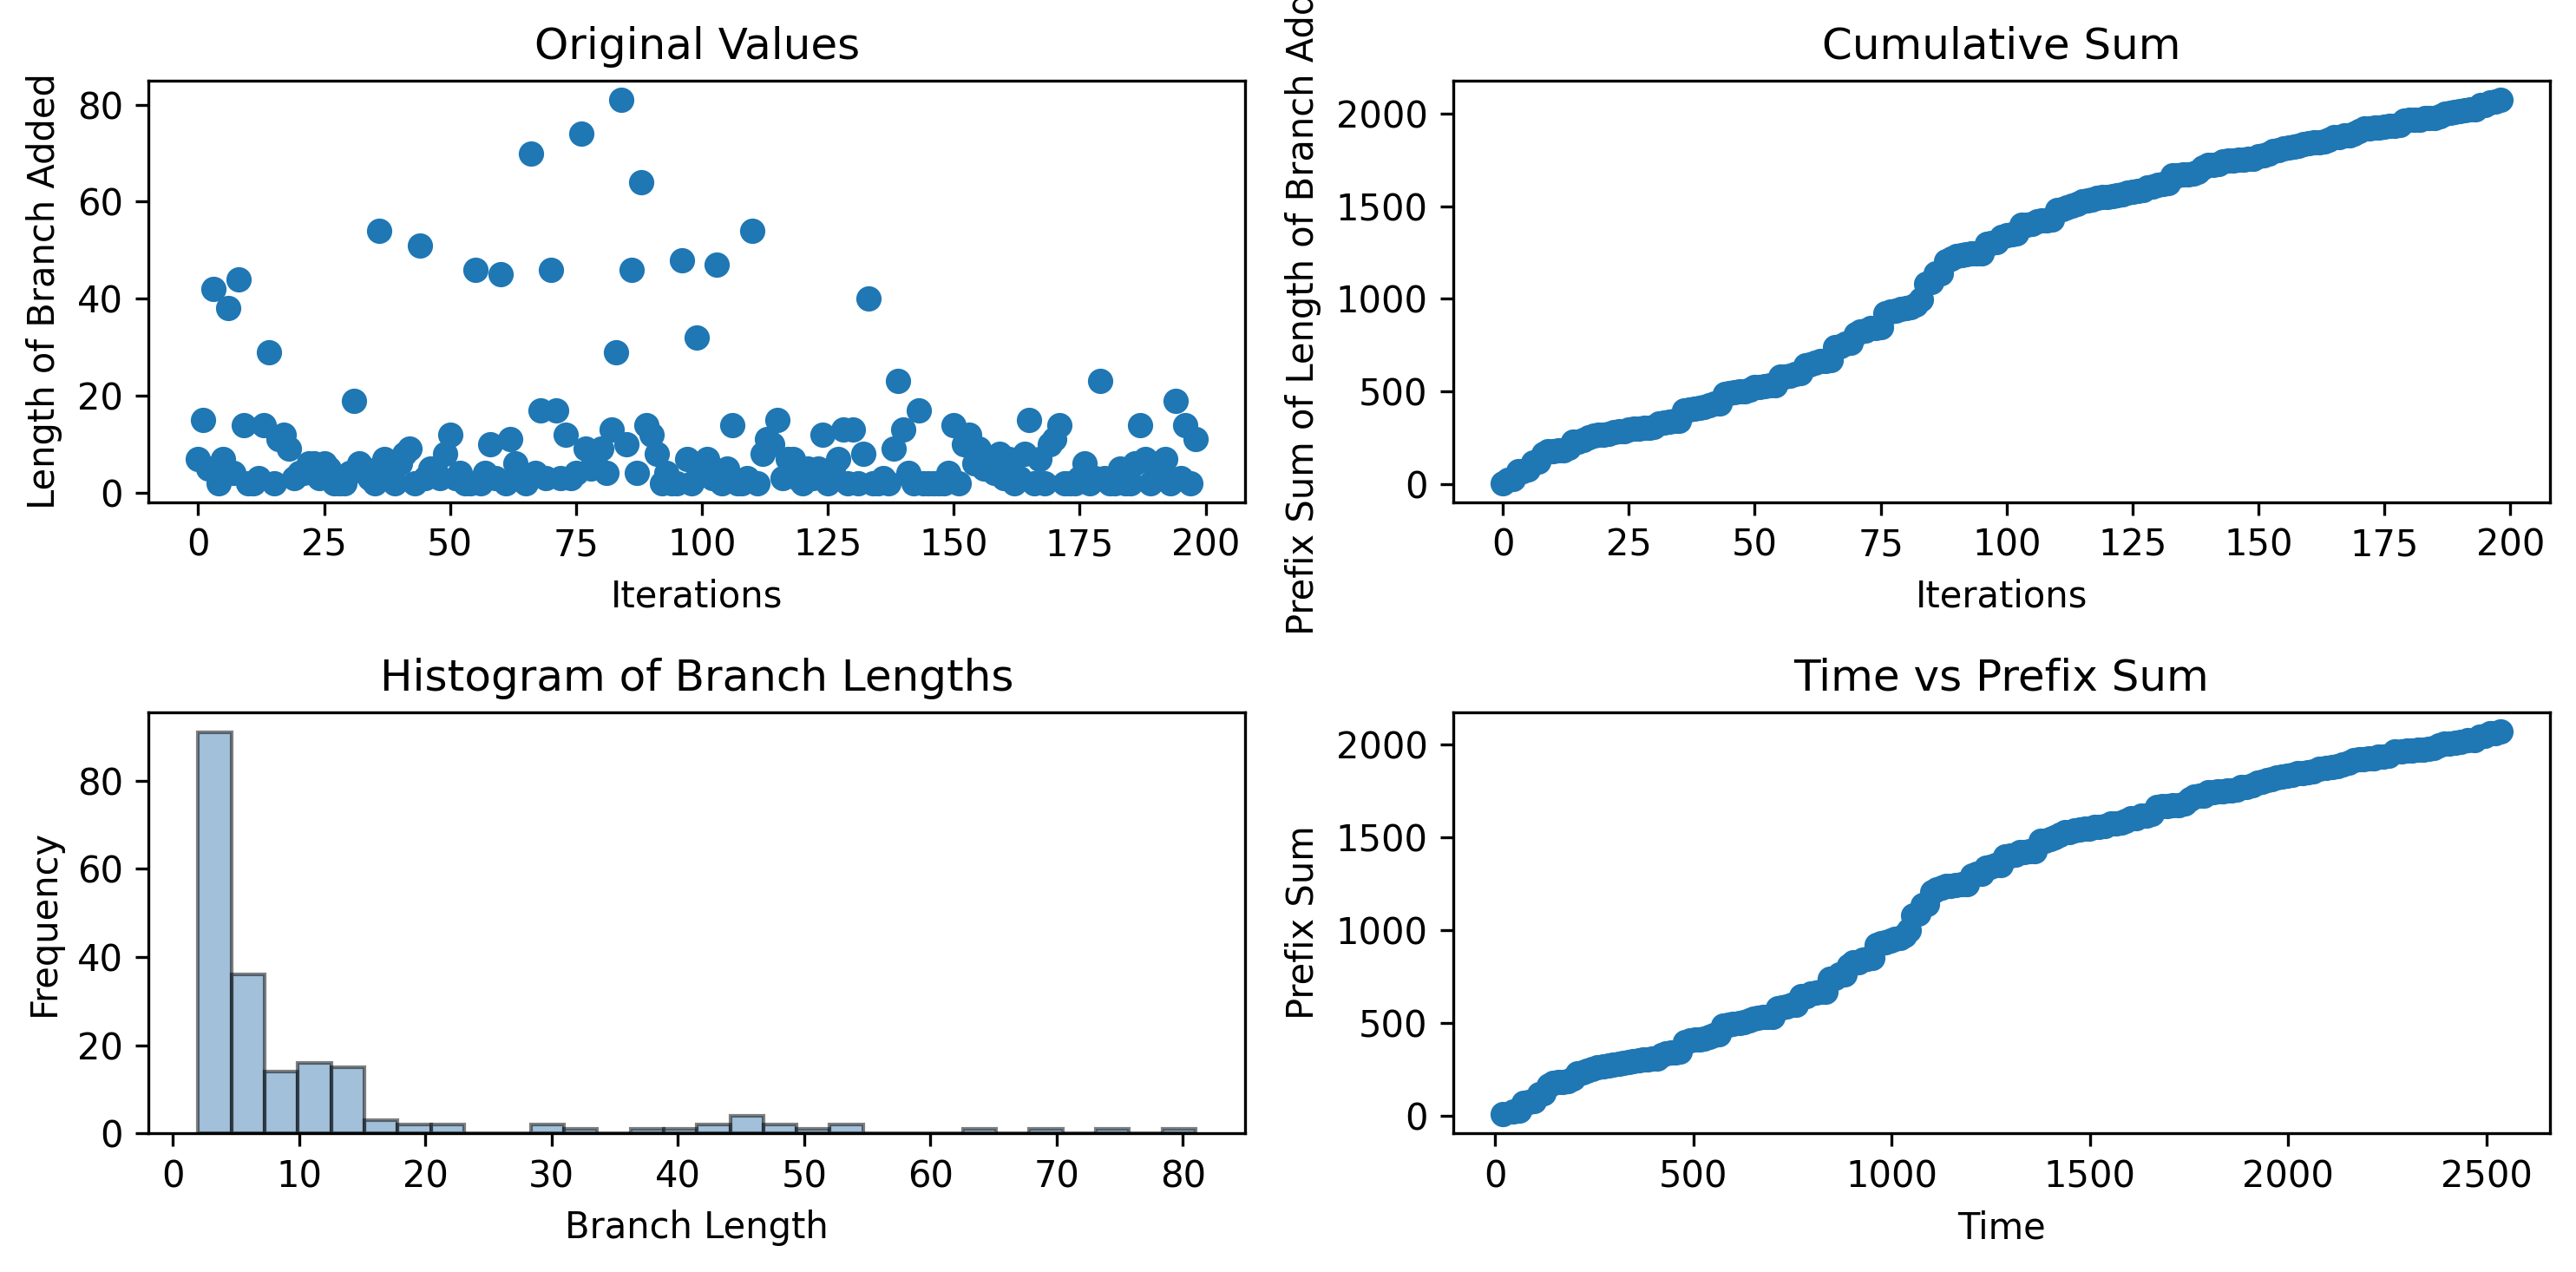 Original Values
Length of Branch Added
80
60
40
20
0
0 25 50 75 100 125 150 175 200
Iterations
Cumulative Sum
Prefix Sum of Length of Branch
2000
1500
1000
500
0
0 25 50 75 100 125 150 175 200
Iterations
Histogram of Branch Lengths
Frequency
80
60
40
20
0
0 10 20 30 40 50 60 70 80
Branch Length
Time vs Prefix Sum
Prefix Sum
2000
1500
1000
500
0
0 500 1000 1500 2000 2500
Time